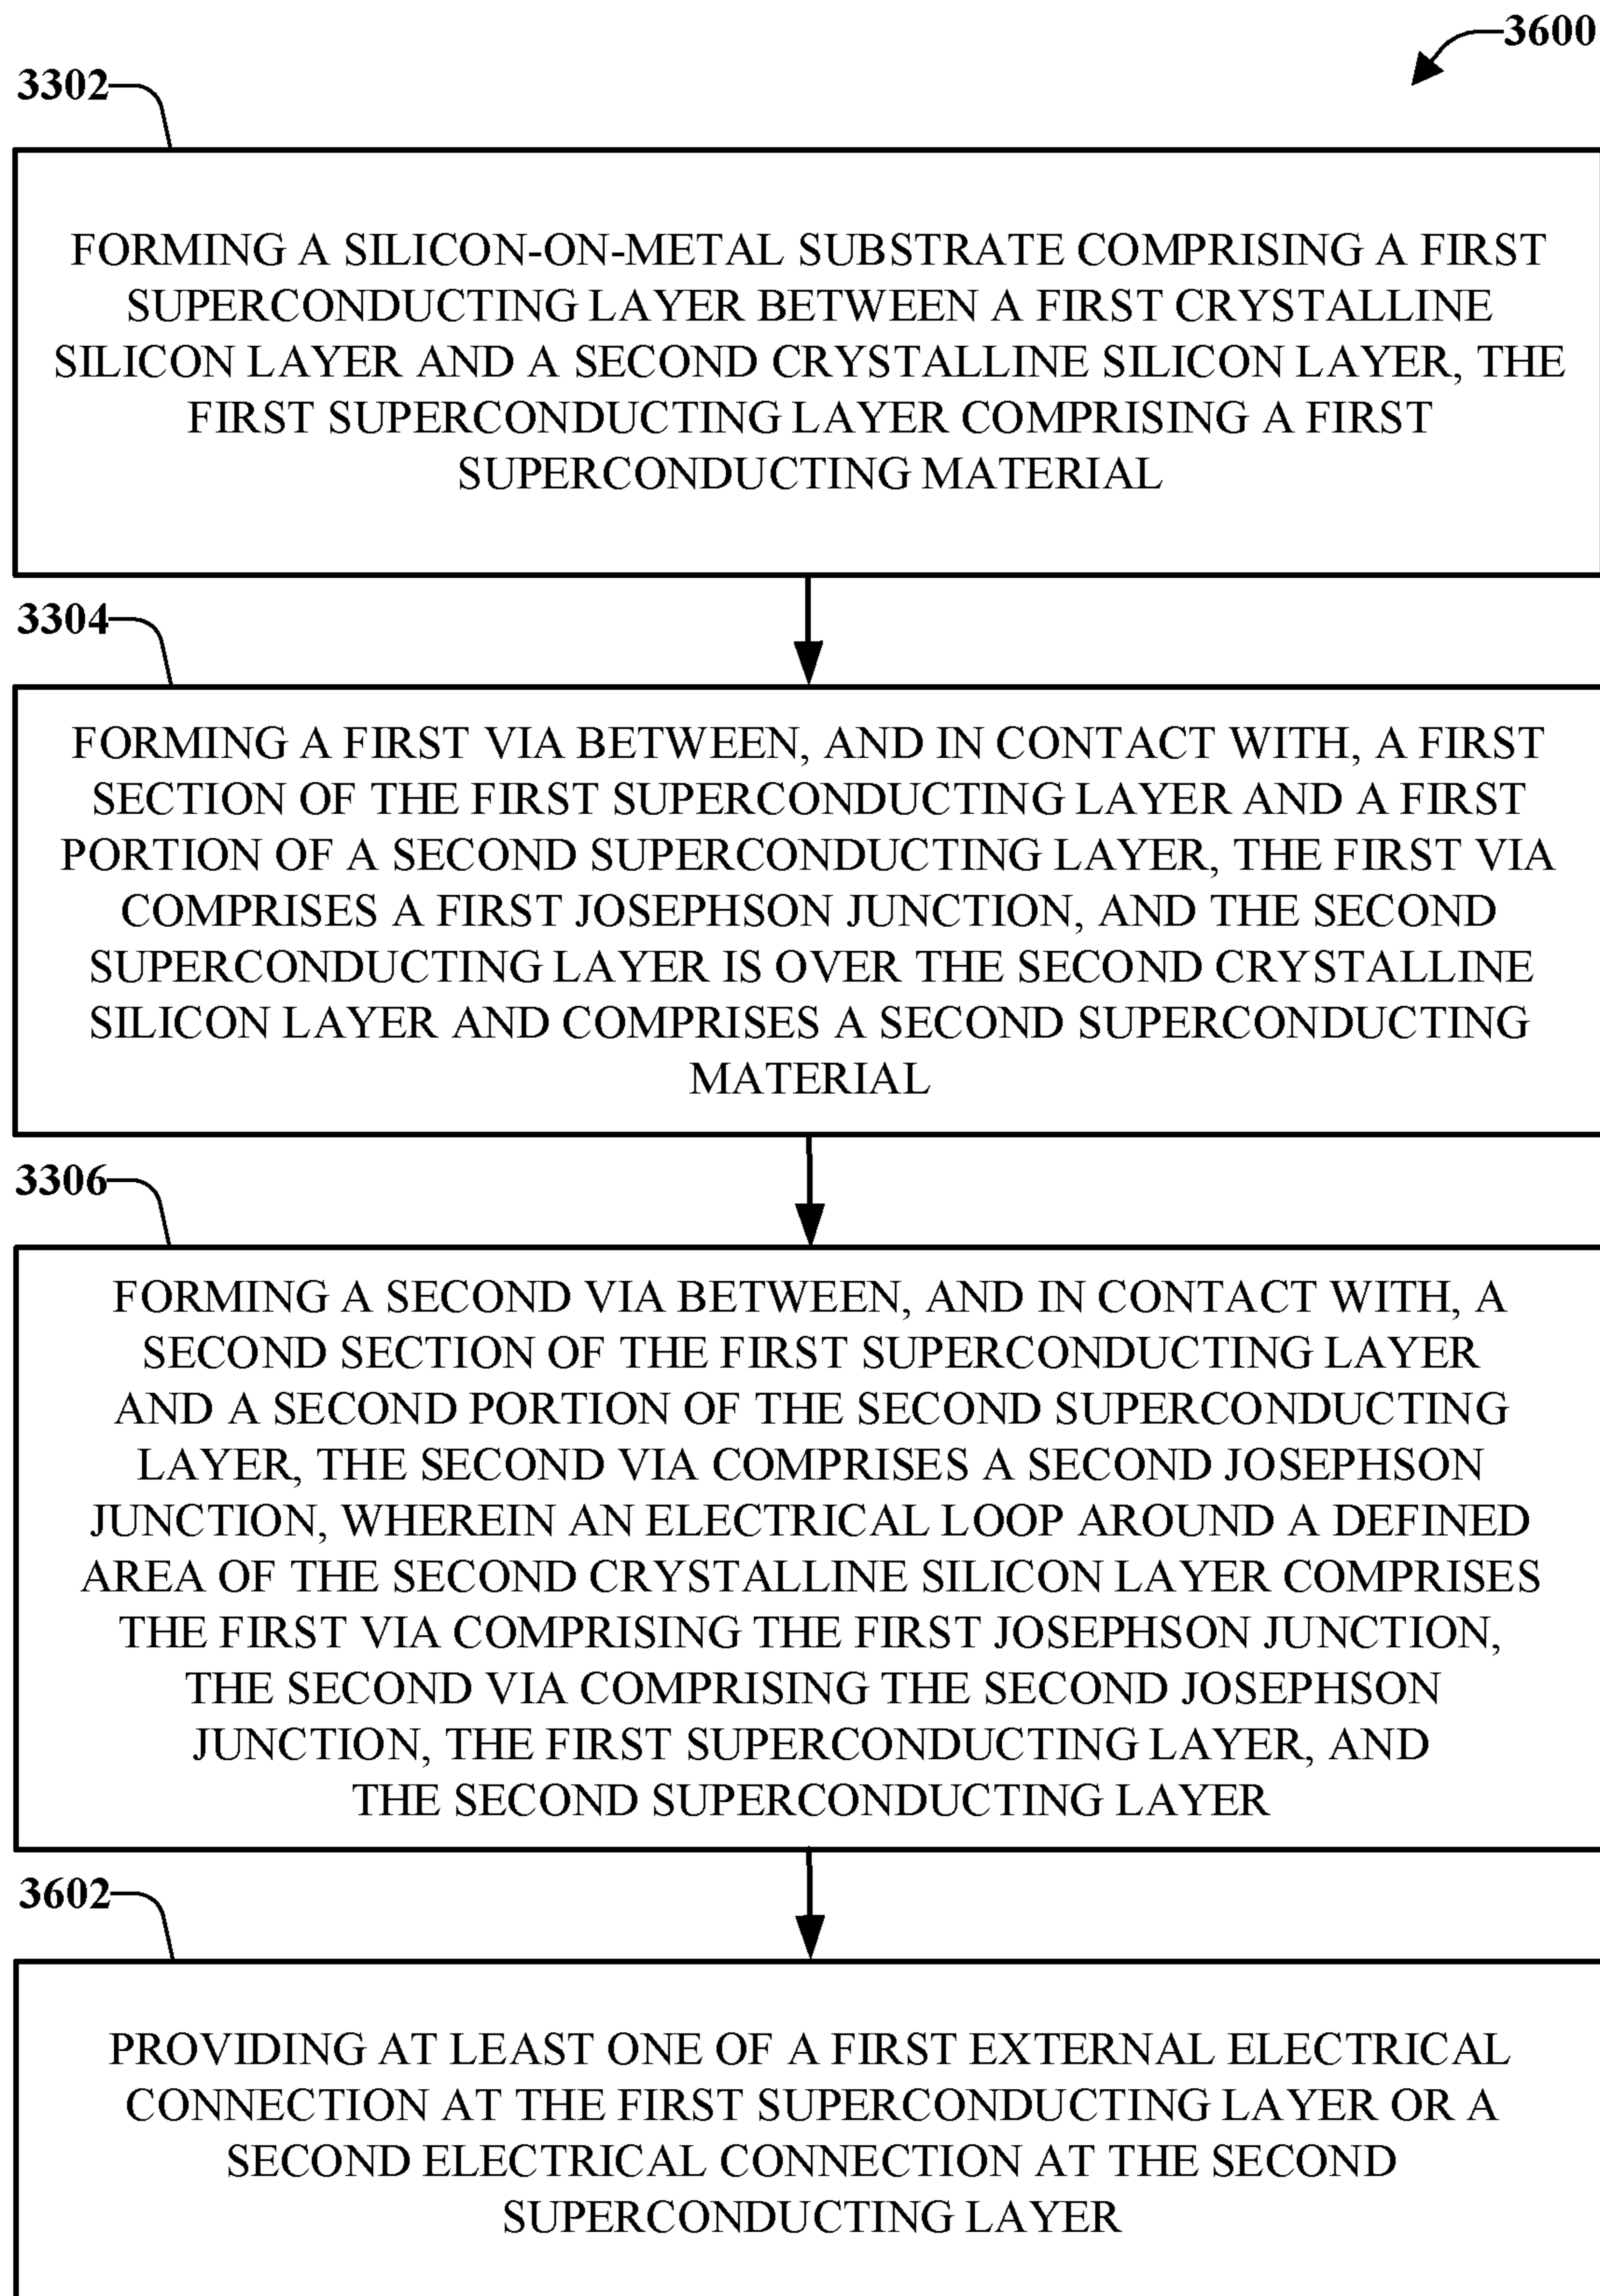 3600
3302
FORMING A SILICON-ON-METAL SUBSTRATE COMPRISING A FIRST
SUPERCONDUCTING LAYER BETWEEN A FIRST CRYSTALLINE
SILICON LAYER AND A SECOND CRYSTALLINE SILICON LAYER, THE
FIRST SUPERCONDUCTING LAYER COMPRISING A FIRST
SUPERCONDUCTING MATERIAL
3304
FORMING A FIRST VIA BETWEEN, AND IN CONTACT WITH, A FIRST
SECTION OF THE FIRST SUPERCONDUCTING LAYER AND A FIRST
PORTION OF A SECOND SUPERCONDUCTING LAYER, THE FIRST VIA
COMPRISES A FIRST JOSEPHSON JUNCTION, AND THE SECOND
SUPERCONDUCTING LAYER IS OVER THE SECOND CRYSTALLINE
SILICON LAYER AND COMPRISES A SECOND SUPERCONDUCTING
MATERIAL
3306
FORMING A SECOND VIA BETWEEN, AND IN CONTACT WITH, A
SECOND SECTION OF THE FIRST SUPERCONDUCTING LAYER
AND A SECOND PORTION OF THE SECOND SUPERCONDUCTING
LAYER, THE SECOND VIA COMPRISES A SECOND JOSEPHSON
JUNCTION, WHEREIN AN ELECTRICAL LOOP AROUND A DEFINED
AREA OF THE SECOND CRYSTALLINE SILICON LAYER COMPRISES
THE FIRST VIA COMPRISING THE FIRST JOSEPHSON JUNCTION,
THE SECOND VIA COMPRISING THE SECOND JOSEPHSON
JUNCTION, THE FIRST SUPERCONDUCTING LAYER, AND
THE SECOND SUPERCONDUCTING LAYER
3602
PROVIDING AT LEAST ONE OF A FIRST EXTERNAL ELECTRICAL
CONNECTION AT THE FIRST SUPERCONDUCTING LAYER OR A
SECOND ELECTRICAL CONNECTION AT THE SECOND
SUPERCONDUCTING LAYER